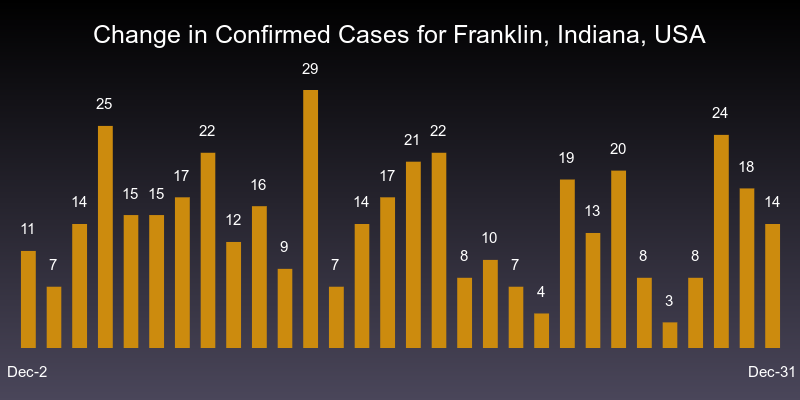 Change in Confirmed Cases for Franklin, Indiana, USA
11 7 14 25 15 15 17 22 12 16 9 29 7 14 17 21 22 8 10 7 4 19 13 20 8 3 8 24 18 14
Dec-2 Dec-31